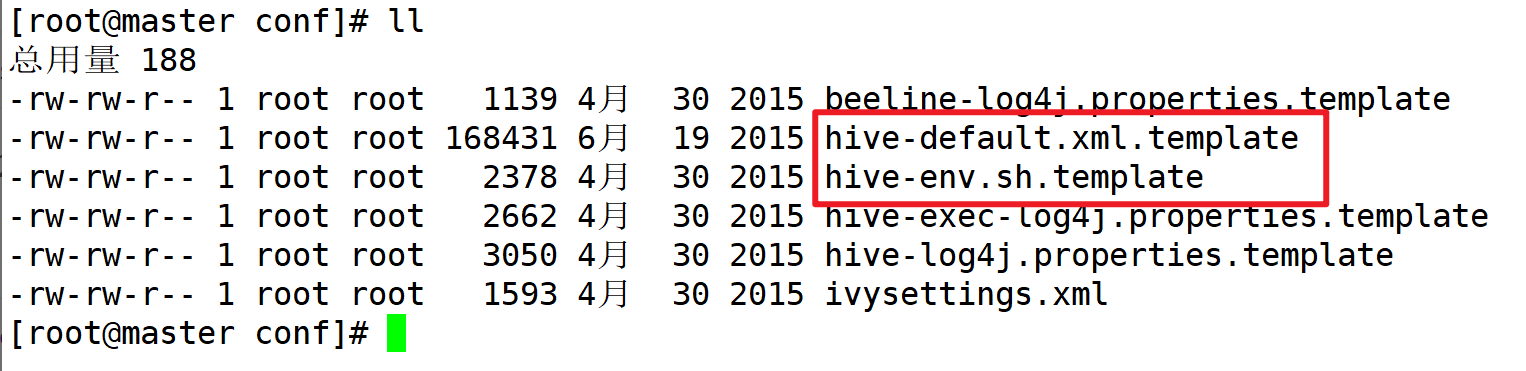 [root@master conf]# ll
总用量 188
-rw-rw-r-- 1 root root   1139 4月  30 2015 beeline-log4j.properties.template
-rw-rw-r-- 1 root root 168431 6月  19 2015 hive-default.xml.template
-rw-rw-r-- 1 root root   2378 4月  30 2015 hive-env.sh.template
-rw-rw-r-- 1 root root   2662 4月  30 2015 hive-exec-log4j.properties.template
-rw-rw-r-- 1 root root   3050 4月  30 2015 hive-log4j.properties.template
-rw-rw-r-- 1 root root   1593 4月  30 2015 ivysettings.xml
[root@master conf]#